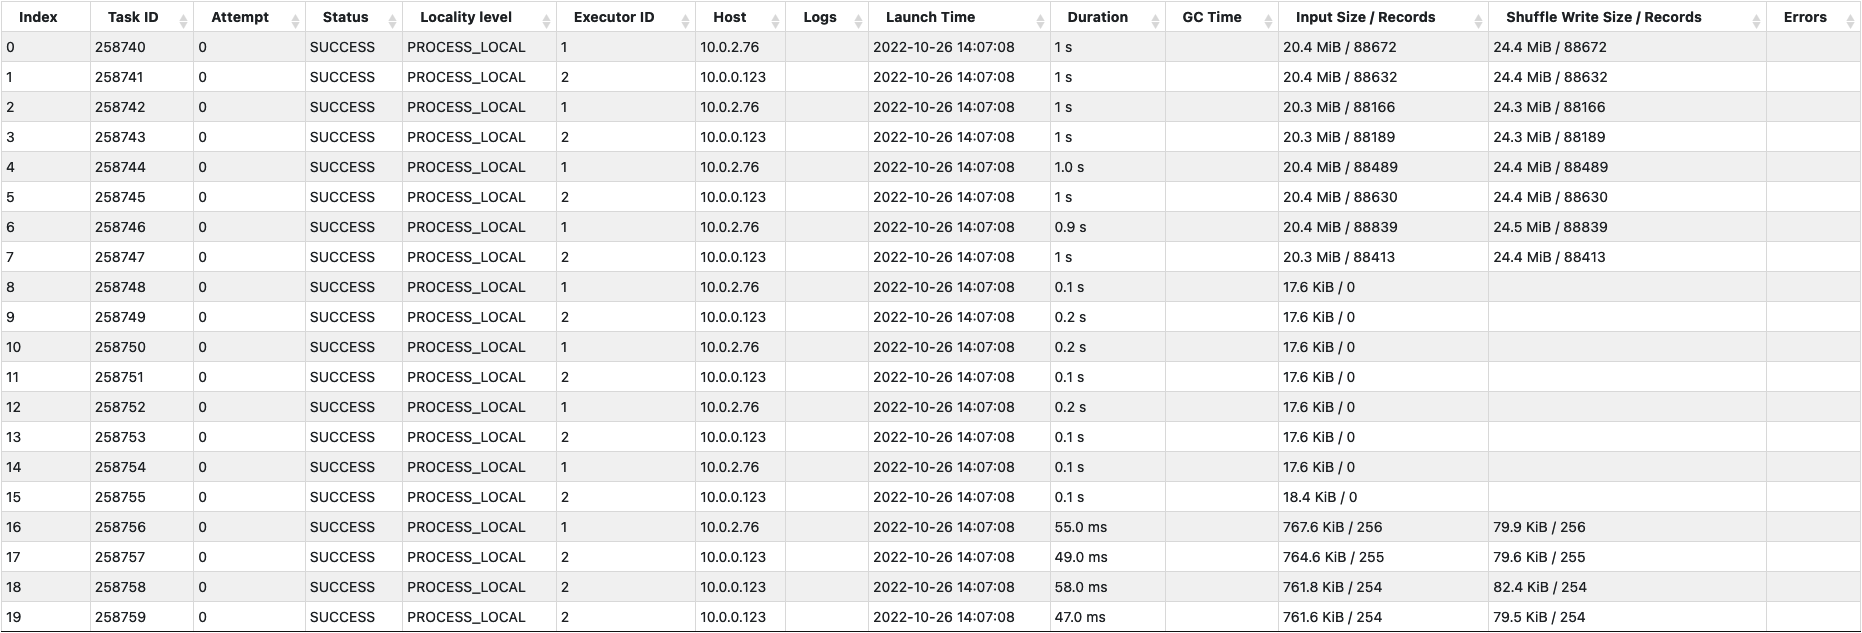 Index Task ID Attempt Status Locality level Executor ID Host Logs Launch Time Duration GC Time Input Size / Records Shuffle Write Size / Records Errors
0 258740 0 SUCCESS PROCESS_LOCAL 1 10.0.2.76 2022-10-26 14:07:08 1 s 20.4 MiB / 88672 24.4 MiB / 88672
1 258741 0 SUCCESS PROCESS_LOCAL 2 10.0.0.123 2022-10-26 14:07:08 1 s 20.4 MiB / 88632 24.4 MiB / 88632
2 258742 0 SUCCESS PROCESS_LOCAL 1 10.0.2.76 2022-10-26 14:07:08 1 s 20.3 MiB / 88166 24.3 MiB / 88166
3 258743 0 SUCCESS PROCESS_LOCAL 2 10.0.0.123 2022-10-26 14:07:08 1 s 20.3 MiB / 88189 24.3 MiB / 88189
4 258744 0 SUCCESS PROCESS_LOCAL 1 10.0.2.76 2022-10-26 14:07:08 1.0 s 20.4 MiB / 88489 24.4 MiB / 88489
5 258745 0 SUCCESS PROCESS_LOCAL 2 10.0.0.123 2022-10-26 14:07:08 1 s 20.4 MiB / 88630 24.4 MiB / 88630
6 258746 0 SUCCESS PROCESS_LOCAL 1 10.0.2.76 2022-10-26 14:07:08 0.9 s 20.4 MiB / 88839 24.5 MiB / 88839
7 258747 0 SUCCESS PROCESS_LOCAL 2 10.0.0.123 2022-10-26 14:07:08 1 s 20.3 MiB / 88413 24.4 MiB / 88413
8 258748 0 SUCCESS PROCESS_LOCAL 1 10.0.2.76 2022-10-26 14:07:08 0.1 s 17.6 KiB / 0
9 258749 0 SUCCESS PROCESS_LOCAL 2 10.0.0.123 2022-10-26 14:07:08 0.2 s 17.6 KiB / 0
10 258750 0 SUCCESS PROCESS_LOCAL 1 10.0.2.76 2022-10-26 14:07:08 0.2 s 17.6 KiB / 0
11 258751 0 SUCCESS PROCESS_LOCAL 2 10.0.0.123 2022-10-26 14:07:08 0.1 s 17.6 KiB / 0
12 258752 0 SUCCESS PROCESS_LOCAL 1 10.0.2.76 2022-10-26 14:07:08 0.2 s 17.6 KiB / 0
13 258753 0 SUCCESS PROCESS_LOCAL 2 10.0.0.123 2022-10-26 14:07:08 0.1 s 17.6 KiB / 0
14 258754 0 SUCCESS PROCESS_LOCAL 1 10.0.2.76 2022-10-26 14:07:08 0.1 s 17.6 KiB / 0
15 258755 0 SUCCESS PROCESS_LOCAL 2 10.0.0.123 2022-10-26 14:07:08 0.1 s 18.4 KiB / 0
16 258756 0 SUCCESS PROCESS_LOCAL 1 10.0.2.76 2022-10-26 14:07:08 55.0 ms 767.6 KiB / 256 79.9 KiB / 256
17 258757 0 SUCCESS PROCESS_LOCAL 2 10.0.0.123 2022-10-26 14:07:08 49.0 ms 764.6 KiB / 255 79.6 KiB / 255
18 258758 0 SUCCESS PROCESS_LOCAL 2 10.0.0.123 2022-10-26 14:07:08 58.0 ms 761.8 KiB / 254 82.4 KiB / 254
19 258759 0 SUCCESS PROCESS_LOCAL 2 10.0.0.123 2022-10-26 14:07:08 47.0 ms 761.6 KiB / 254 79.5 KiB / 254